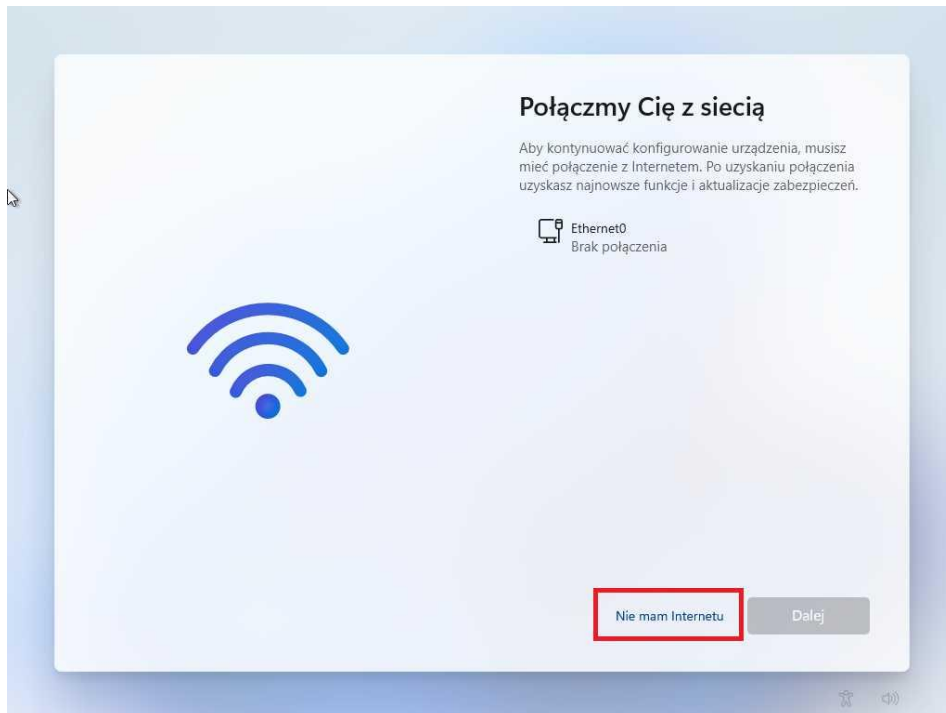 Połączmy Cię z siecią
Aby kontynuować konfigurowanie urządzenia, musisz
mieć połączenie z Internetem. Po uzyskaniu połączenia
uzyskasz najnowsze funkcje i aktualizacje zabezpieczeń.
Ethernet0
Brak połączenia
Nie mam Internetu
Dalej